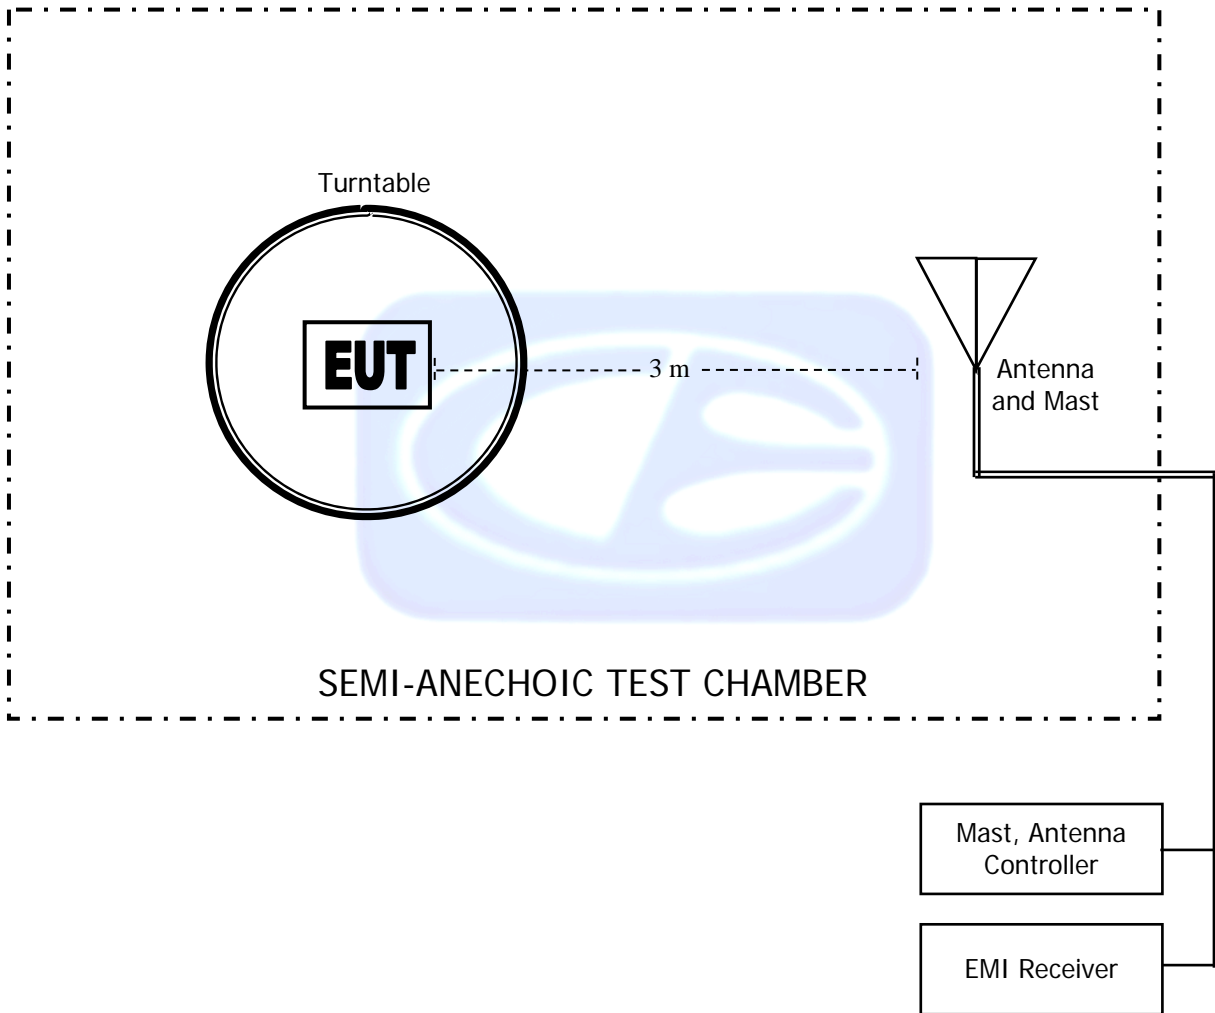 Turntable
EUT
3 m
Antenna
and Mast
SEMI-ANECHOIC TEST CHAMBER
Mast, Antenna
Controller
EMI Receiver